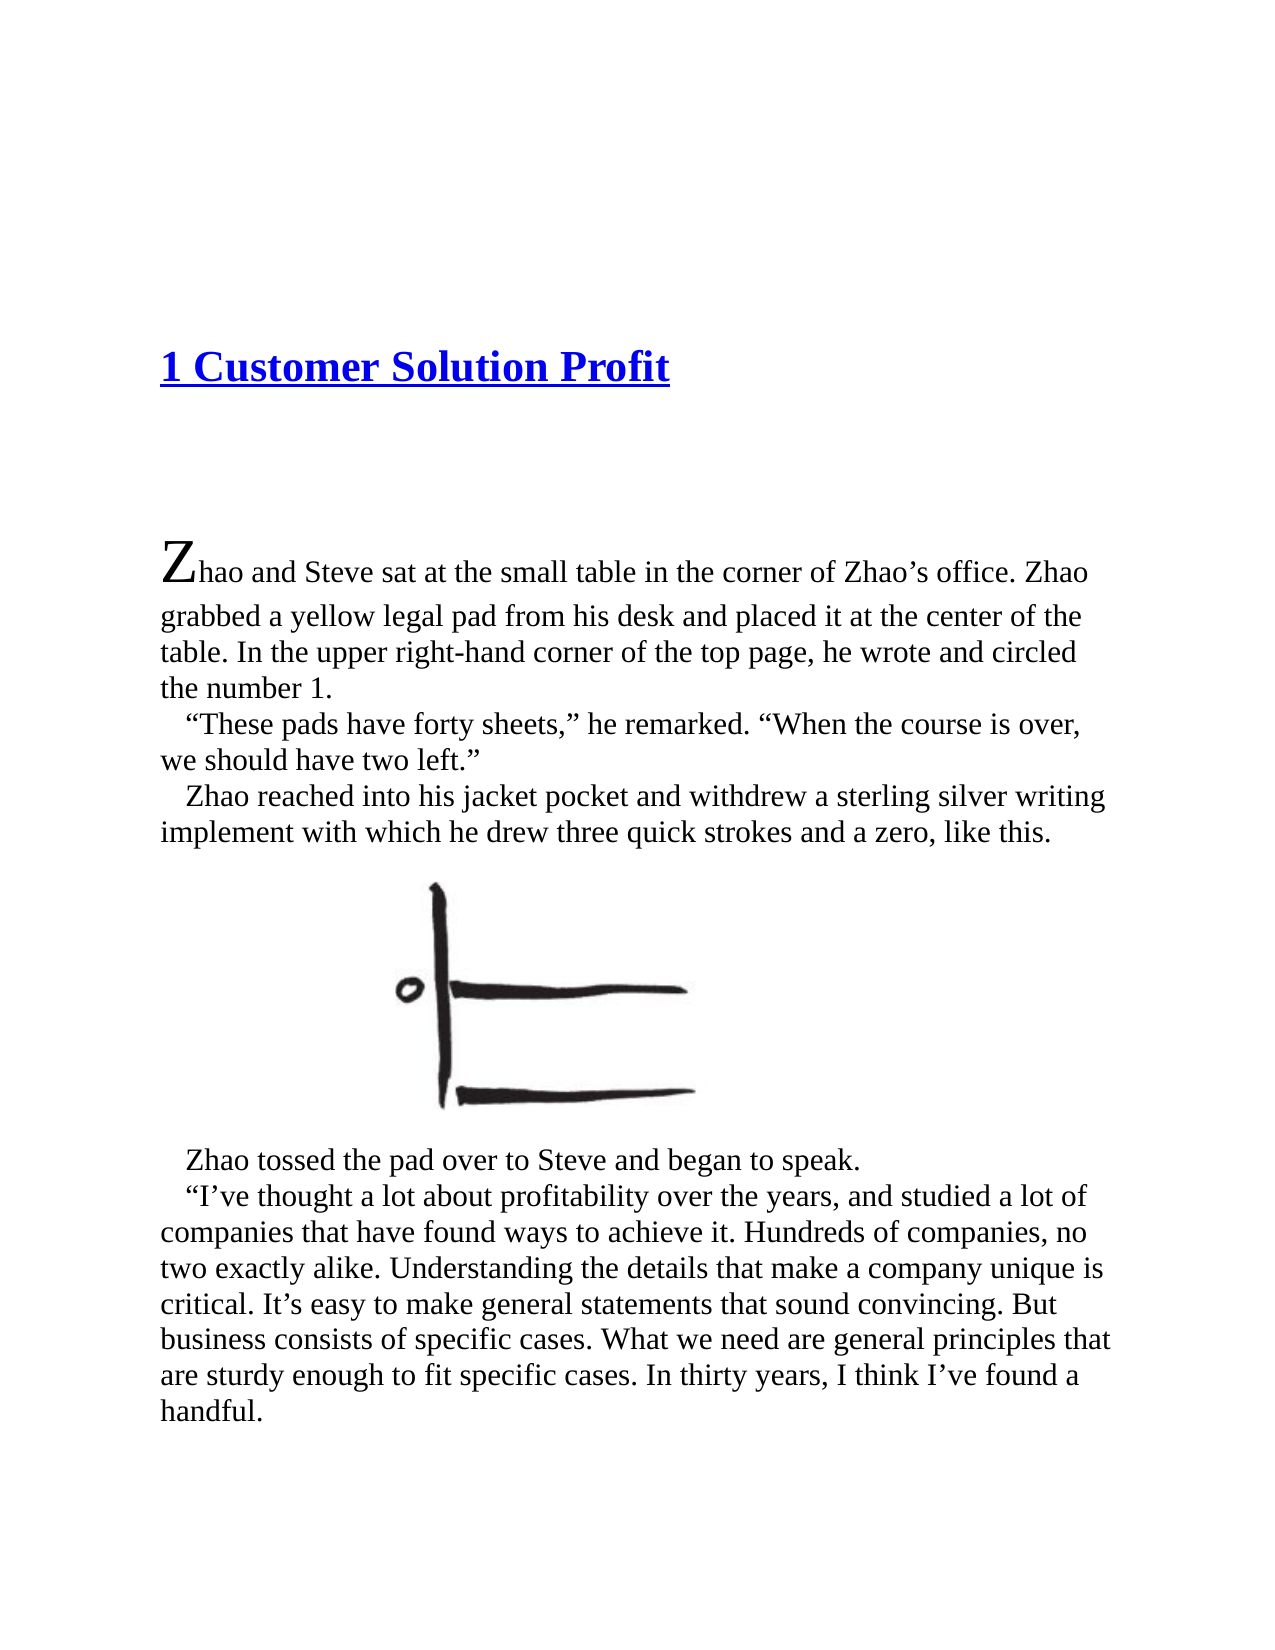 1 Customer Solution Profit
Zhao and Steve sat at the small table in the corner of Zhao’s office. Zhao
grabbed a yellow legal pad from his desk and placed it at the center of the
table. In the upper right-hand corner of the top page, he wrote and circled
the number 1.
“These pads have forty sheets,” he remarked. “When the course is over,
we should have two left.”
Zhao reached into his jacket pocket and withdrew a sterling silver writing
implement with which he drew three quick strokes and a zero, like this.
0
Zhao tossed the pad over to Steve and began to speak.
“I’ve thought a lot about profitability over the years, and studied a lot of
companies that have found ways to achieve it. Hundreds of companies, no
two exactly alike. Understanding the details that make a company unique is
critical. It’s easy to make general statements that sound convincing. But
business consists of specific cases. What we need are general principles that
are sturdy enough to fit specific cases. In thirty years, I think I’ve found a
handful.